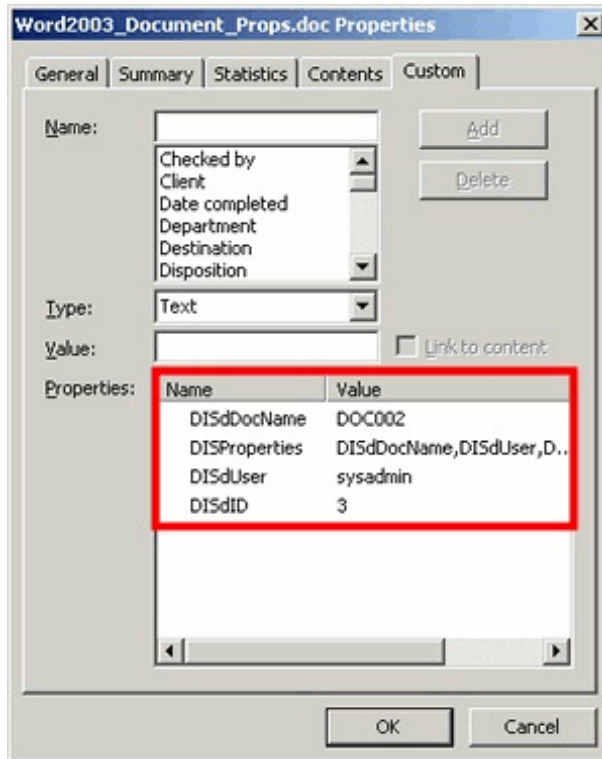 Word2003_Document_Props.doc Properties
General Summary Statistics Contents Custom
Name:
Add
Checked by
Client
Date completed
Department
Destination
Disposition
Delete
Type: Text
Value:
Link to content
Properties:
Name Value
DISdDocName DOC002
DISProperties DISdDocName,DISdUser,D..
DISdUser sysadmin
DISdID 3
OK Cancel